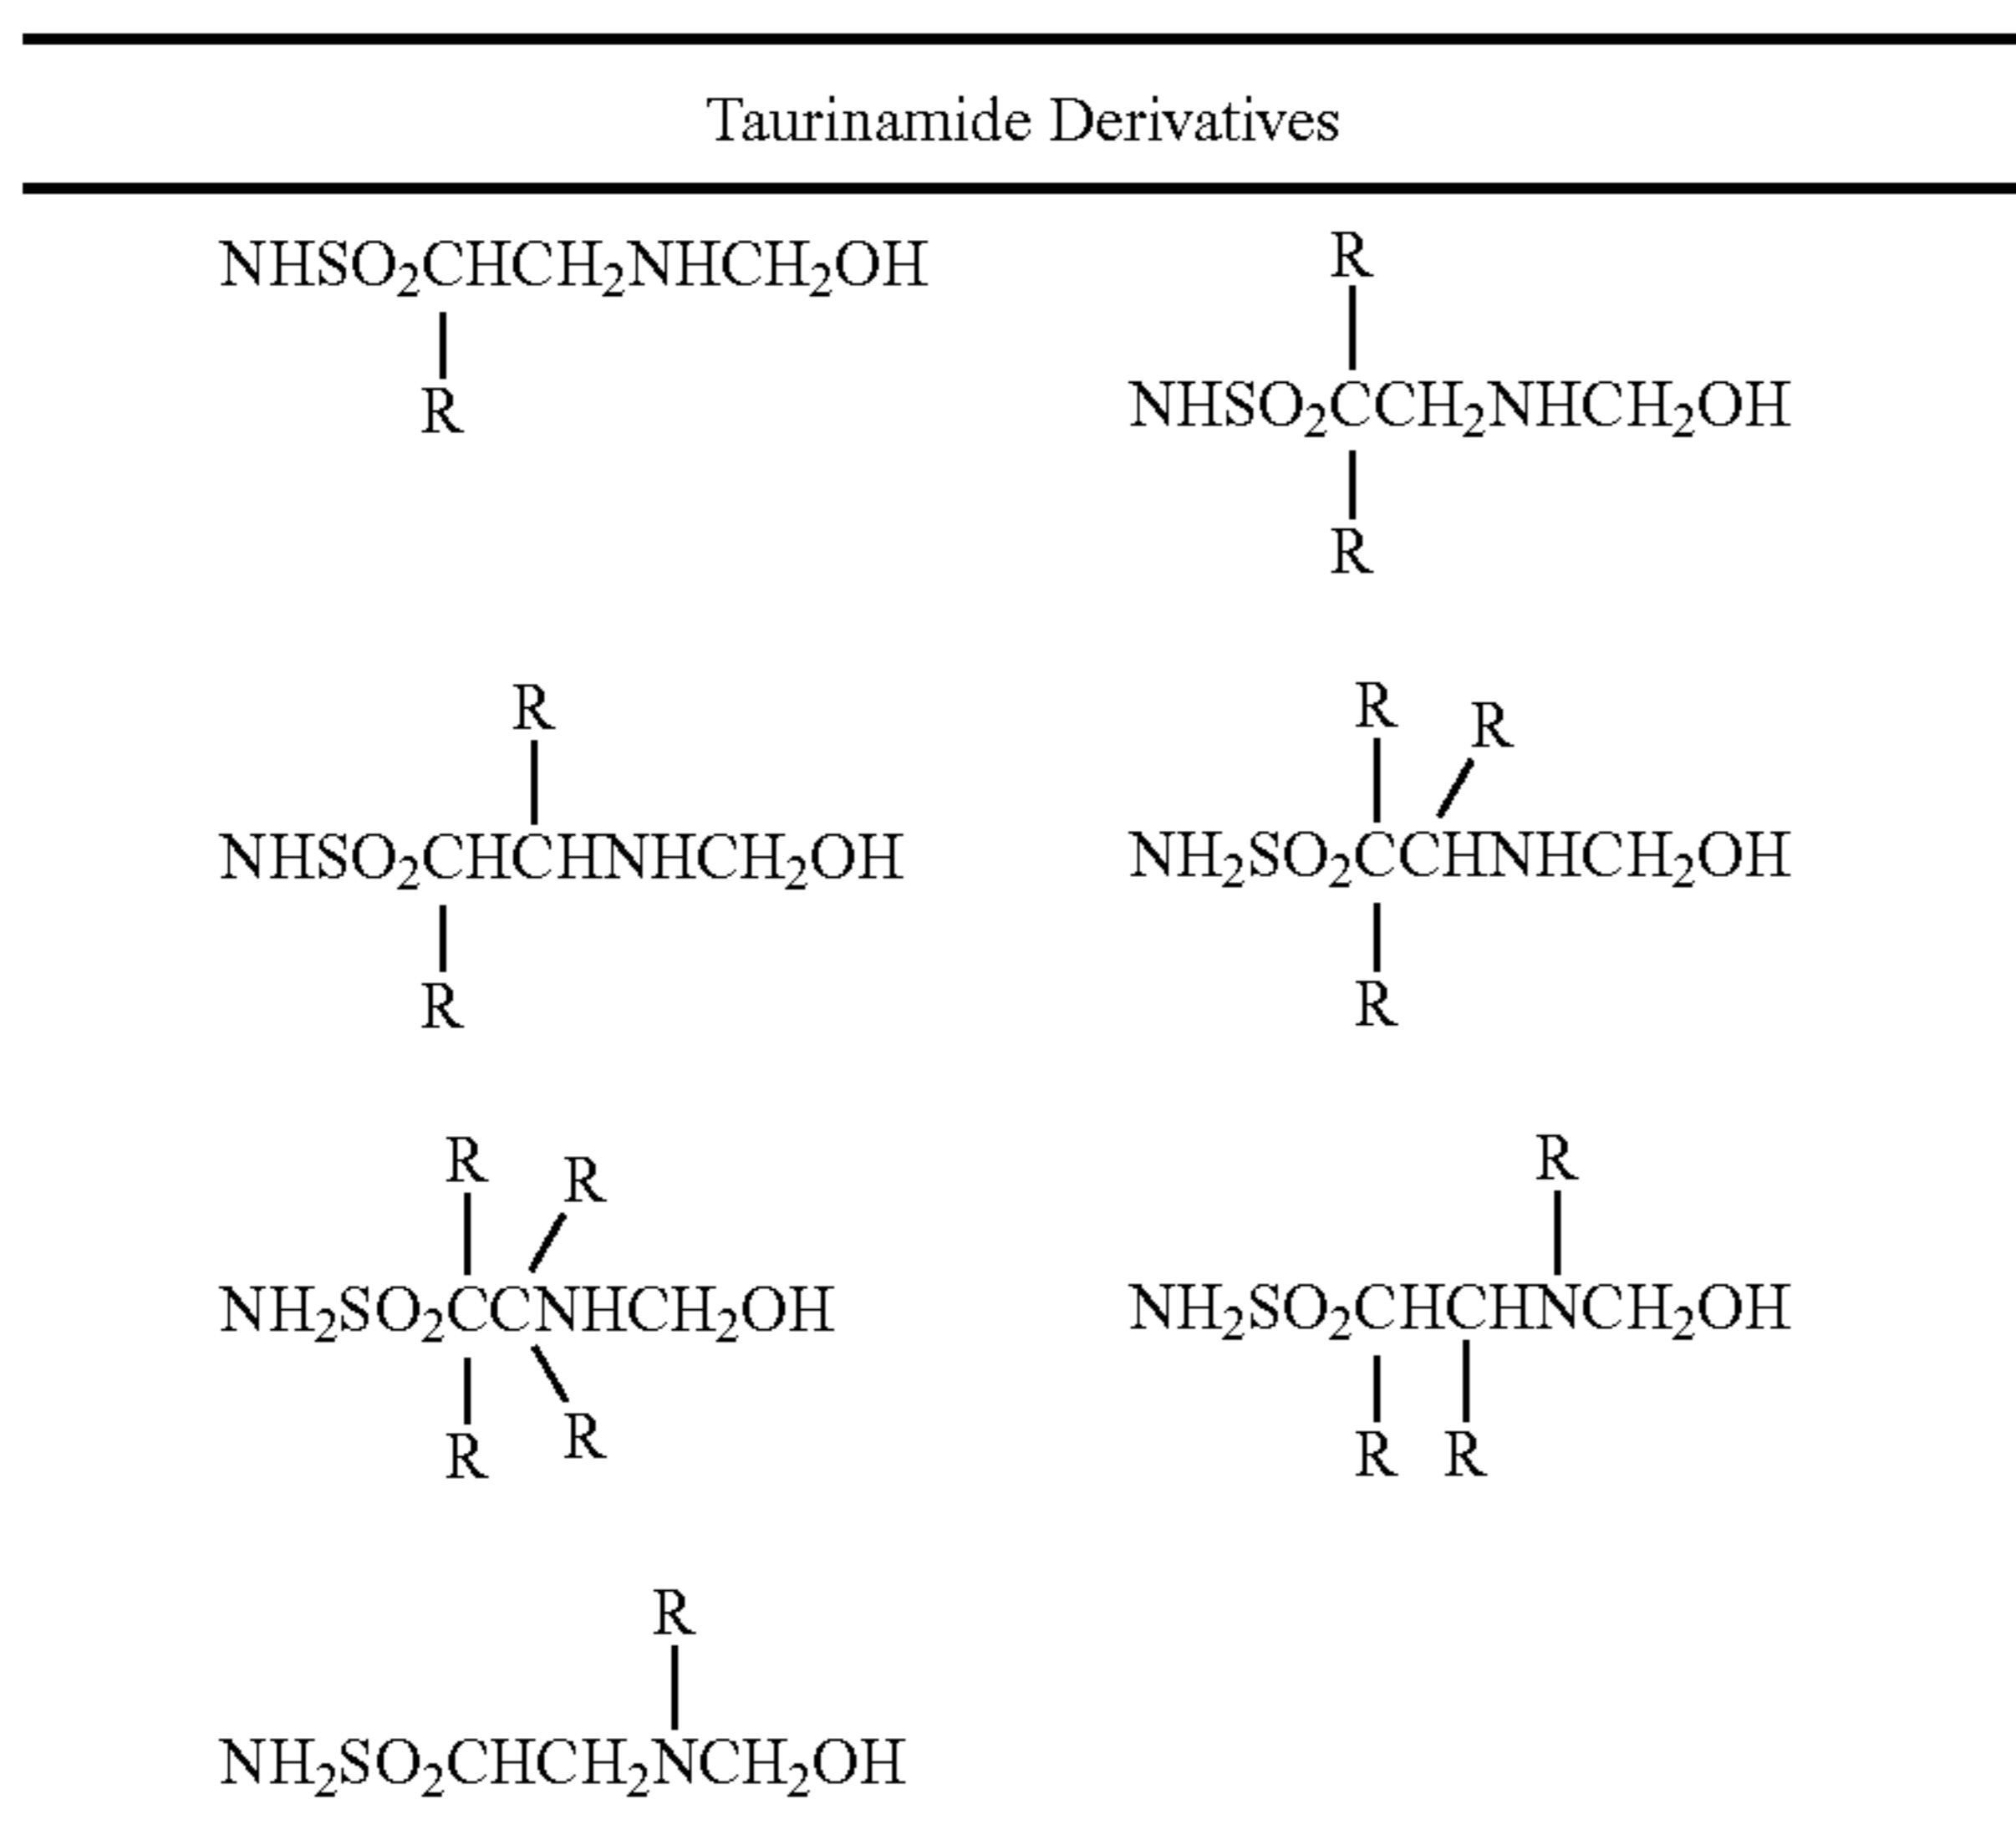 Taurinamide Derivatives
NHSO2CHCH2NHCH2OH
R
R
NHSO2CCH2NHCH2OH
R
R
NHSO2CHCHNHCH2OH
R
R R
NH2SO2CCHNHCH2OH
R
R R
NH2SO2CCNHCH2OH
R R
R
NH2SO2CHCHNCH2OH
R R
R
NH2SO2CHCH2NCH2OH